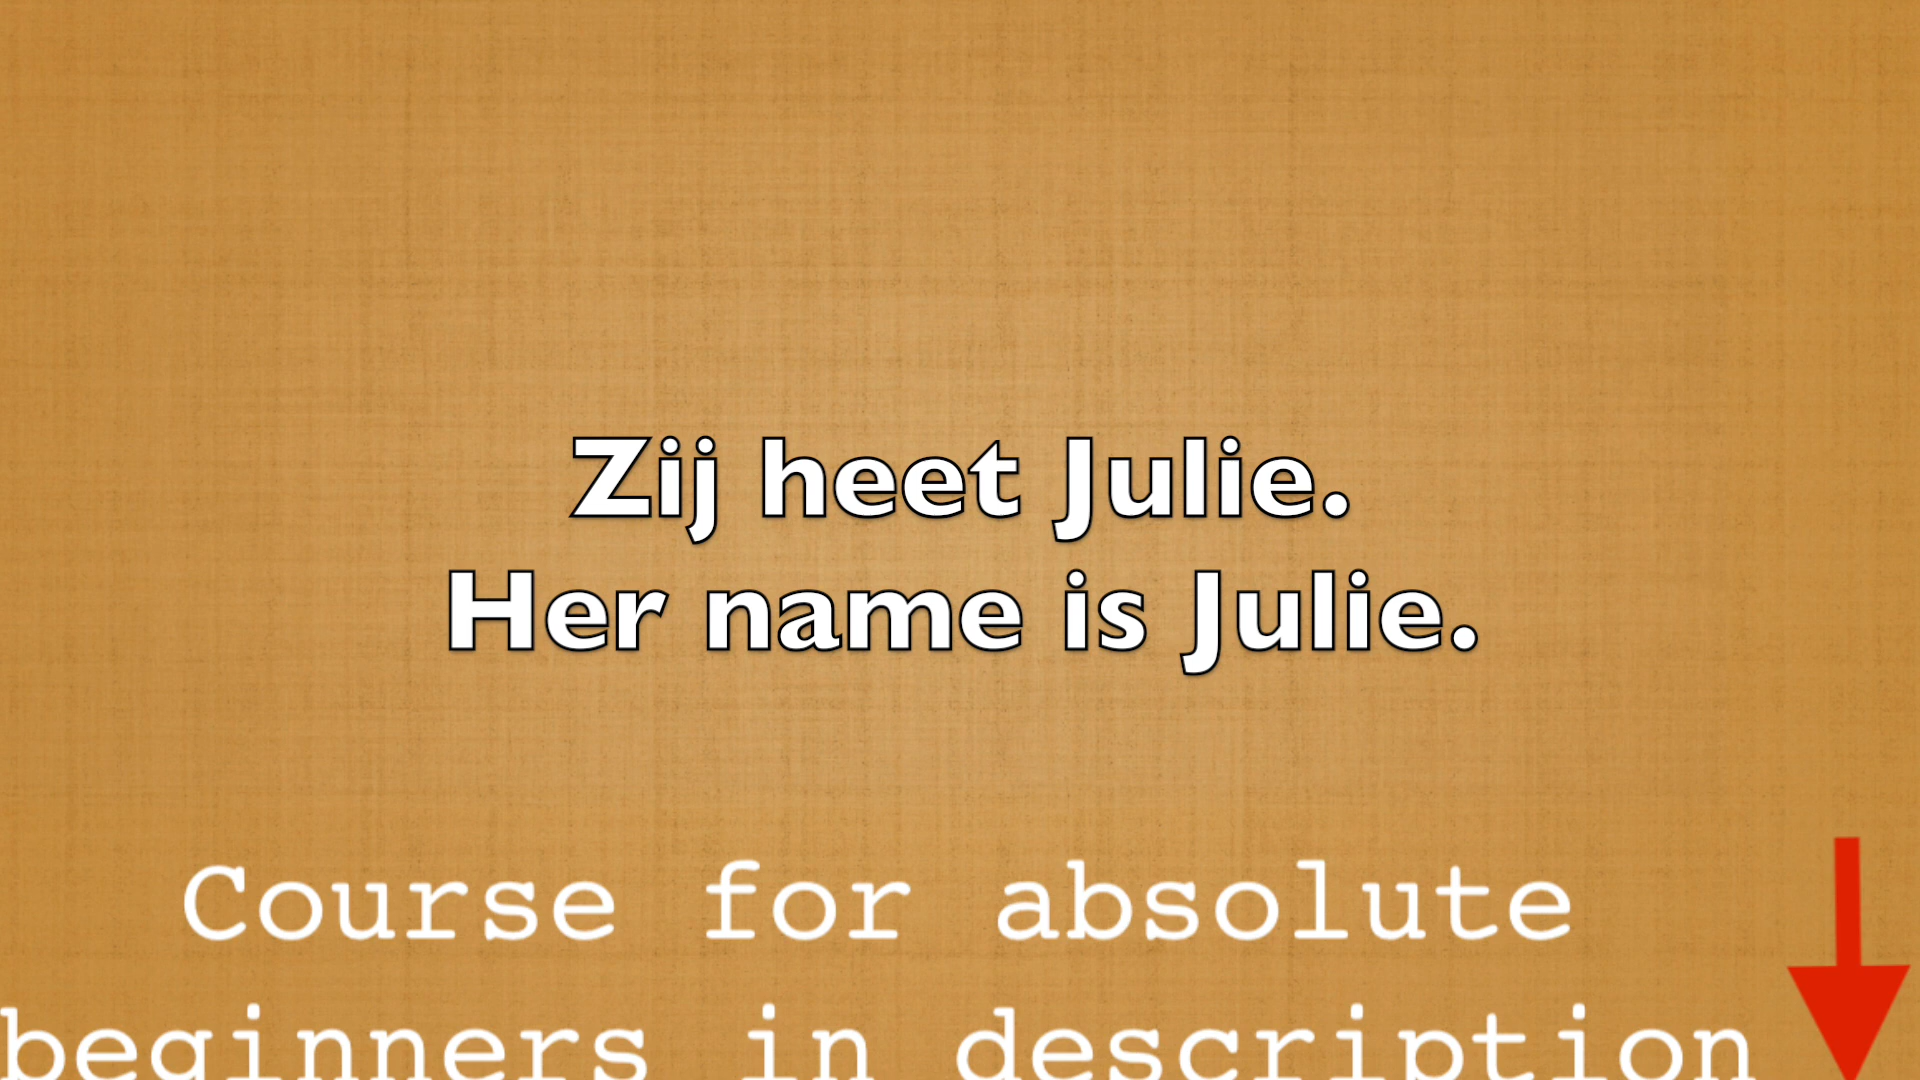 Zij heet Julie.
Her name is Julie.
Course for absolute
beginners in description